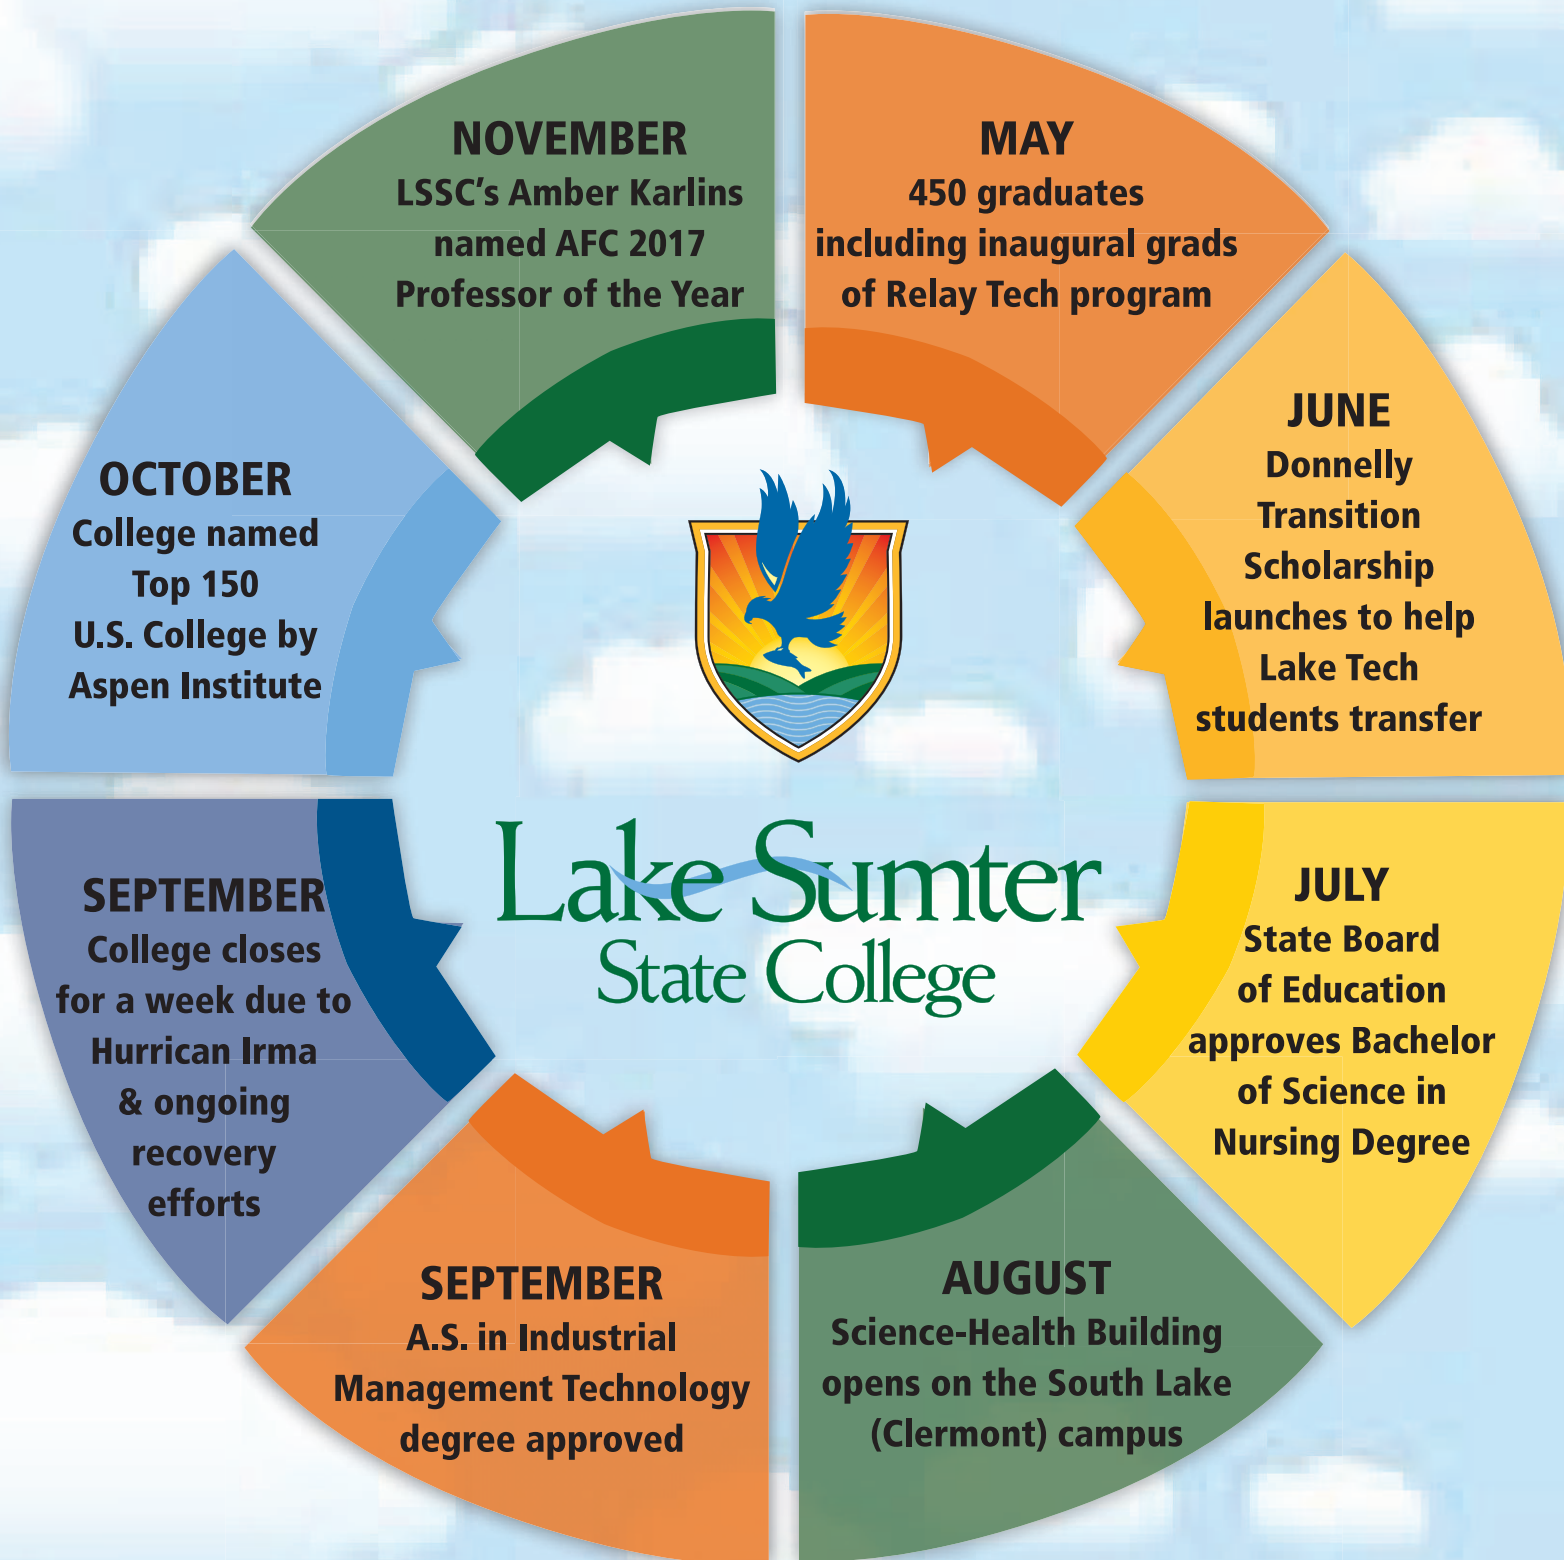 NOVEMBER
LSSC's Amber Karlins
named AFC 2017
Professor of the Year
MAY
450 graduates
including inaugural grads
of Relay Tech program
JUNE
Donnelly
Transition
Scholarship
launches to help
Lake Tech
students transfer
JULY
State Board
of Education
approves Bachelor
of Science in
Nursing Degree
AUGUST
Science-Health Building
opens on the South Lake
(Clermont) campus
SEPTEMBER
A.S. in Industrial
Management Technology
degree approved
SEPTEMBER
College closes
for a week due to
Hurrican Irma
& ongoing
recovery
efforts
OCTOBER
College named
Top 150
U.S. College by
Aspen Institute
Lake Sumter
State College